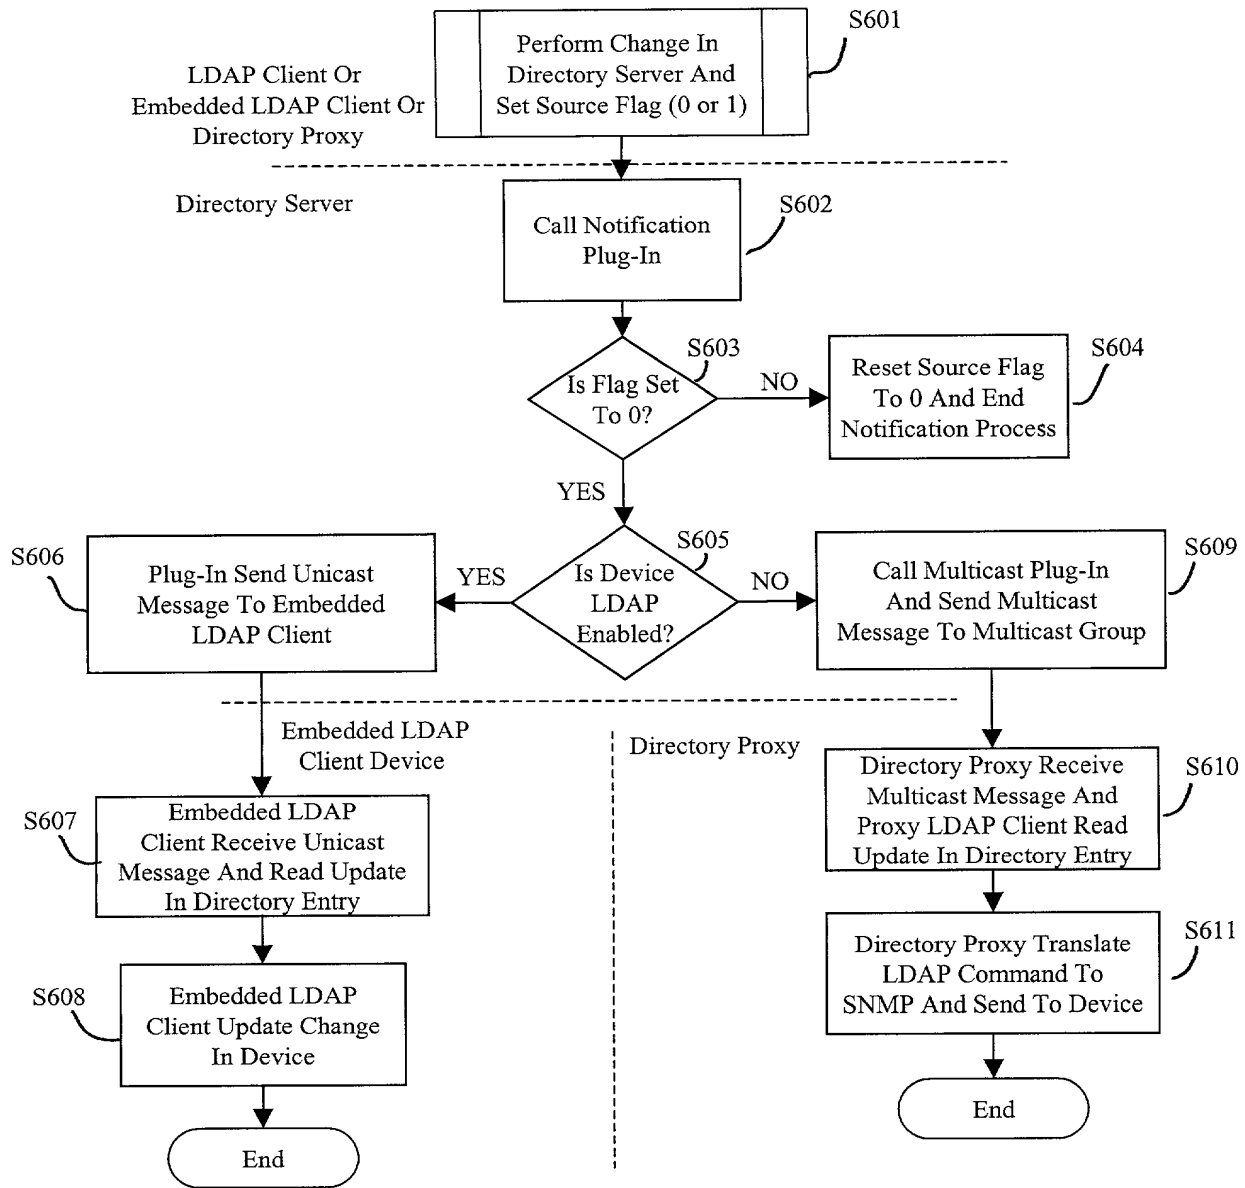 S601
Perform Change In
Directory Server And
Set Source Flag (0 or 1)
LDAP Client Or
Embedded LDAP Client Or
Directory Proxy
Directory Server
S602
Call Notification
Plug-In
S603
Is Flag Set
To 0?
NO
S604
Reset Source Flag
To 0 And End
Notification Process
YES
S605
Is Device
LDAP
Enabled?
YES
NO
S606
Plug-In Send Unicast
Message To Embedded
LDAP Client
S609
Call Multicast Plug-In
And Send Multicast
Message To Multicast Group
Embedded LDAP
Client Device
Directory Proxy
S607
Embedded LDAP
Client Receive Unicast
Message And Read Update
In Directory Entry
S610
Directory Proxy Receive
Multicast Message And
Proxy LDAP Client Read
Update In Directory Entry
S608
Embedded LDAP
Client Update Change
In Device
S611
Directory Proxy Translate
LDAP Command To
SNMP And Send To Device
End
End